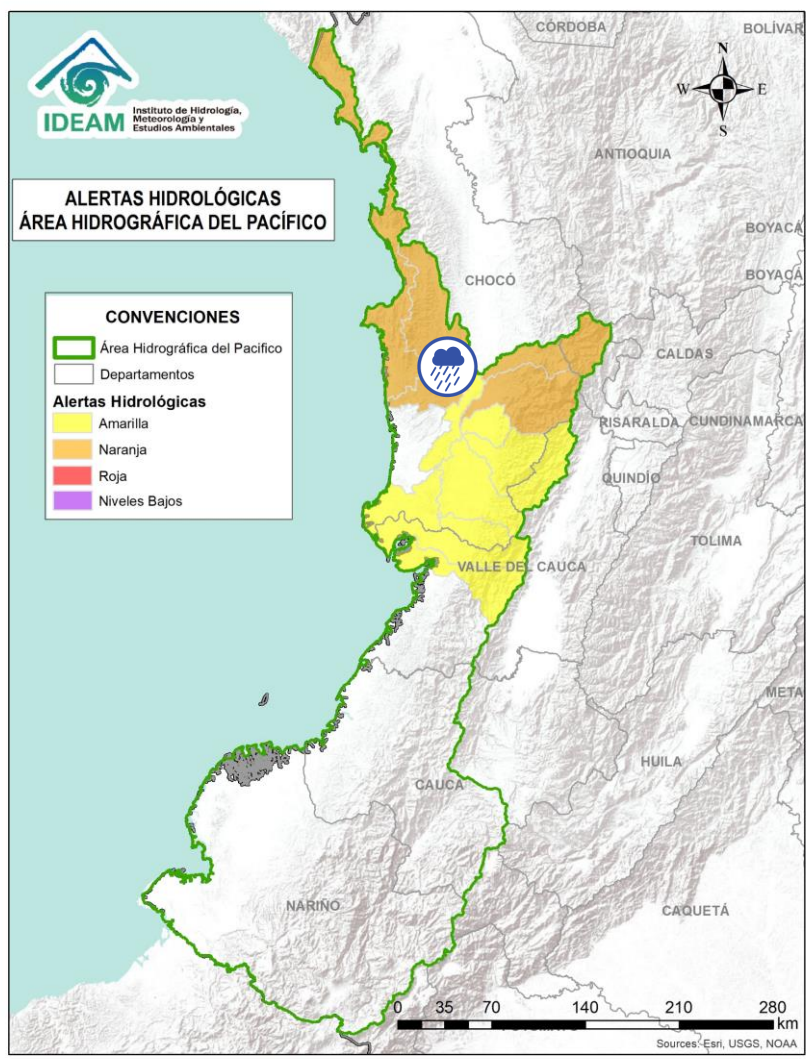 CÓRDOBA
BOLÍVAR
N
W
E
S
IDEAM
Instituto de Hidrología,
Meteorología y
Estudios Ambientales
ANTIOQUIA
ALERTAS HIDROLÓGICAS
ÁREA HIDROGRÁFICA DEL PACÍFICO
BOYACÁ
BOYACÁ
CHOCÓ
CONVENCIONES
Área Hidrográfica del Pacifico
Departamentos
Alertas Hidrológicas
Amarilla
Naranja
Roja
Niveles Bajos
CALDAS
RISARALDA
CUNDINAMARCA
QUINDÍO
TOLIMA
VALLE DEL CAUCA
META
HUILA
CAUCA
NARIÑO
CAQUETÁ
0 35 70 140 210 280
km
Sources: Esri, USGS, NOAA